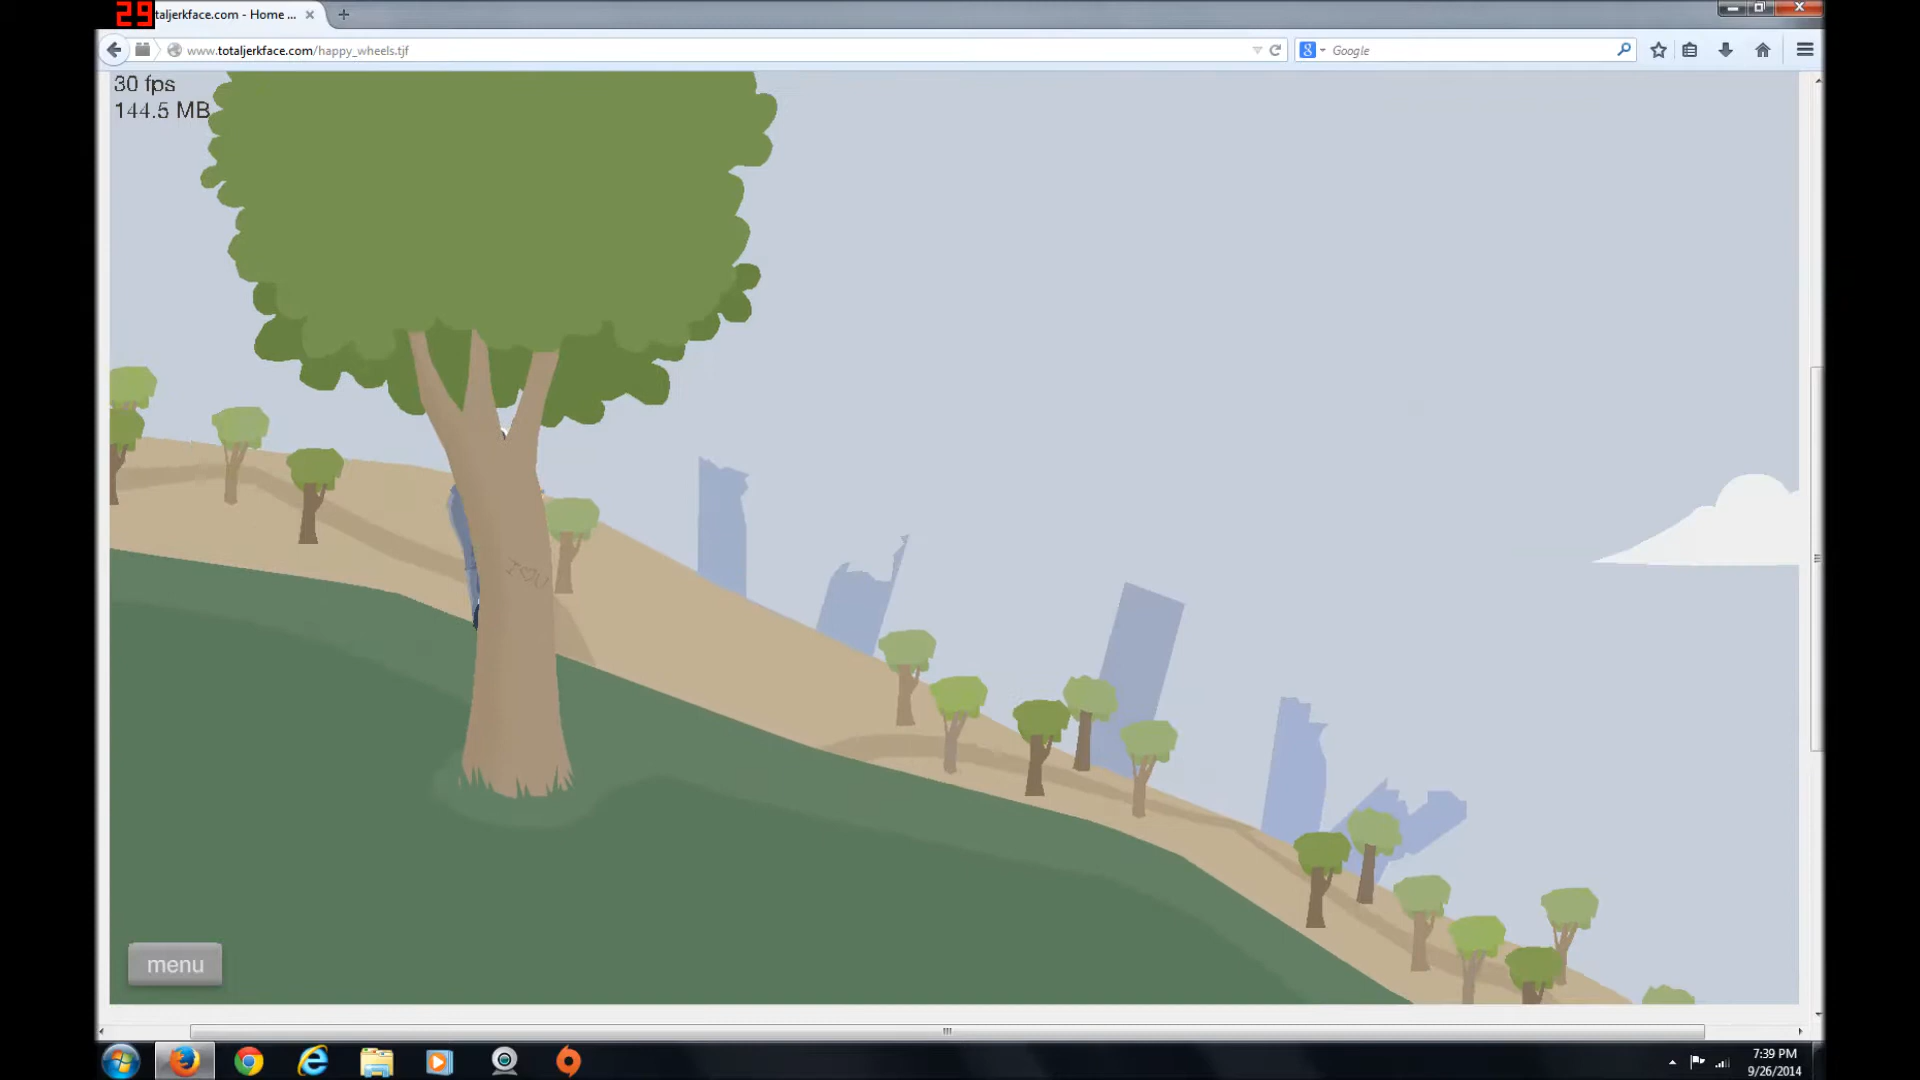 29
taljerkface.com - Home ...
www.totaljerkface.com/happy_wheels.tjf
Google
30 fps
144.5 MB
I♡U
menu
7:39 PM
9/26/2014